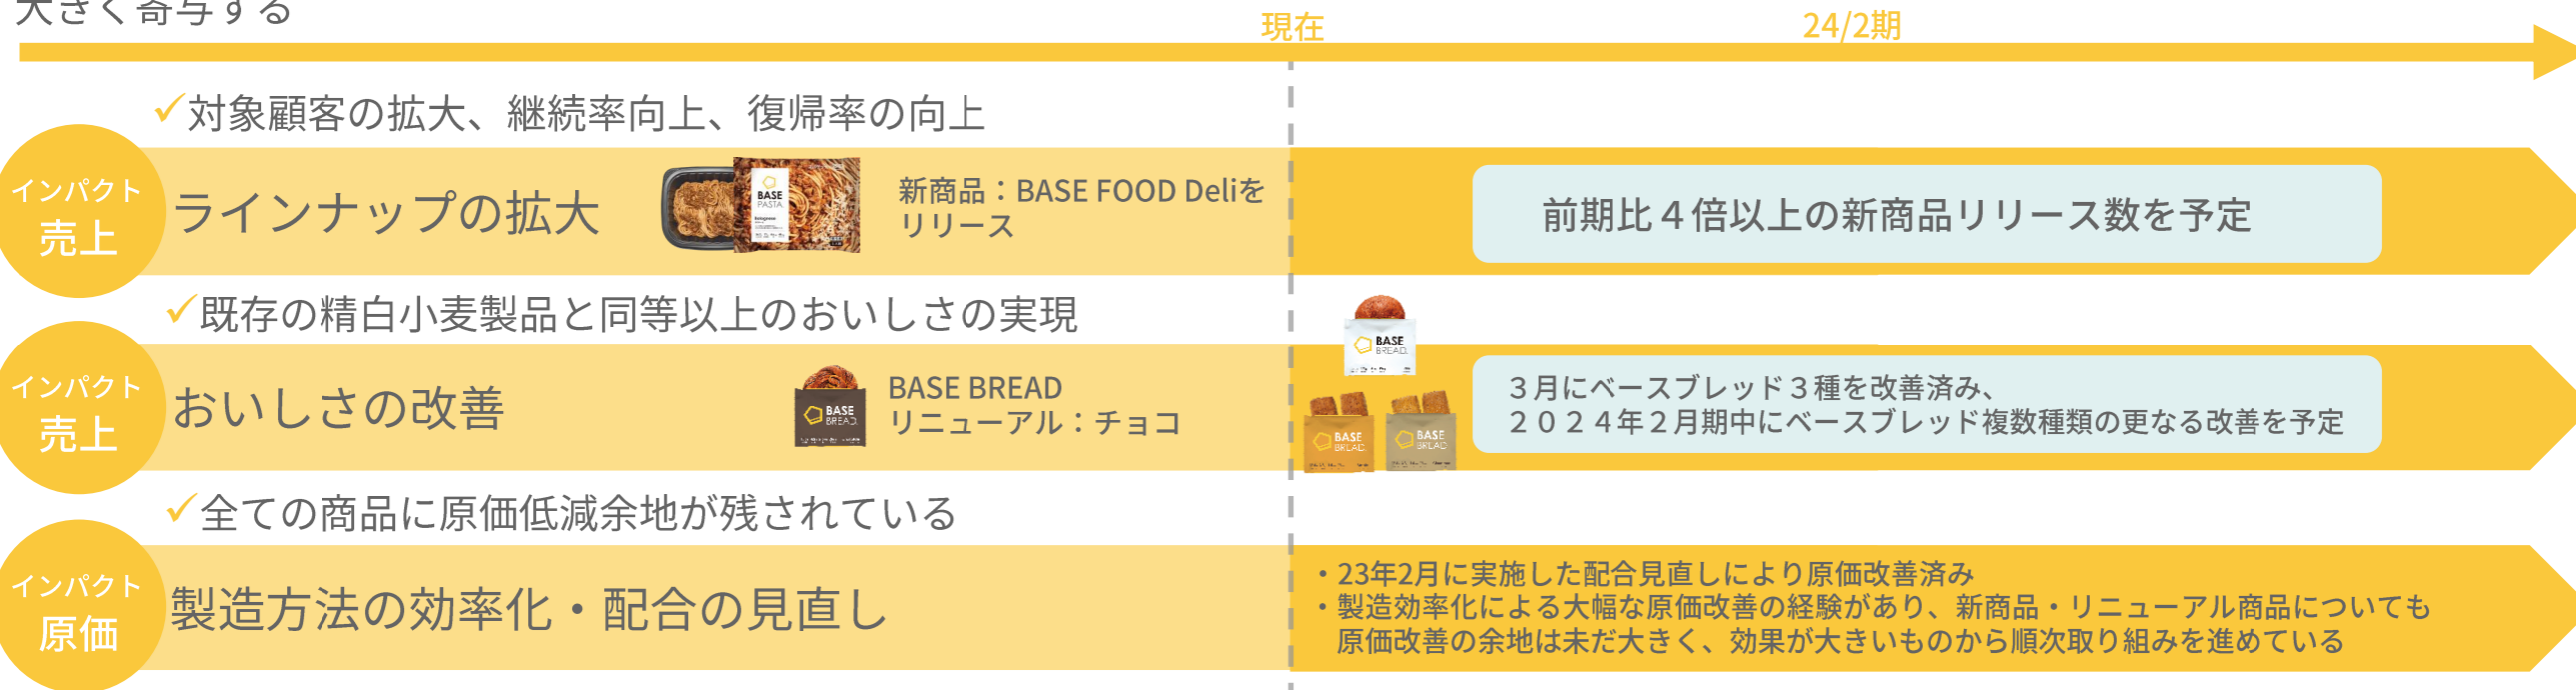 大きく寄与する
現在
24/2期
対象顧客の拡大、継続率向上、復帰率の向上
インパクト
売上
ラインナップの拡大
BASE
PASTA.
新商品：BASE FOOD Deliを
リリース
前期比４倍以上の新商品リリース数を予定
既存の精白小麦製品と同等以上のおいしさの実現
インパクト
売上
おいしさの改善
BASE
BREAD.
BASE BREAD
リニューアル：チョコ
BASE
BREAD.
BASE
BREAD.
BASE
BREAD.
３月にベースブレッド３種を改善済み、
２０２４年２月期中にベースブレッド複数種類の更なる改善を予定
全ての商品に原価低減余地が残されている
インパクト
原価
製造方法の効率化・配合の見直し
・23年2月に実施した配合見直しにより原価改善済み
・製造効率化による大幅な原価改善の経験があり、新商品・リニューアル商品についても
原価改善の余地は未だ大きく、効果が大きいものから順次取り組みを進めている